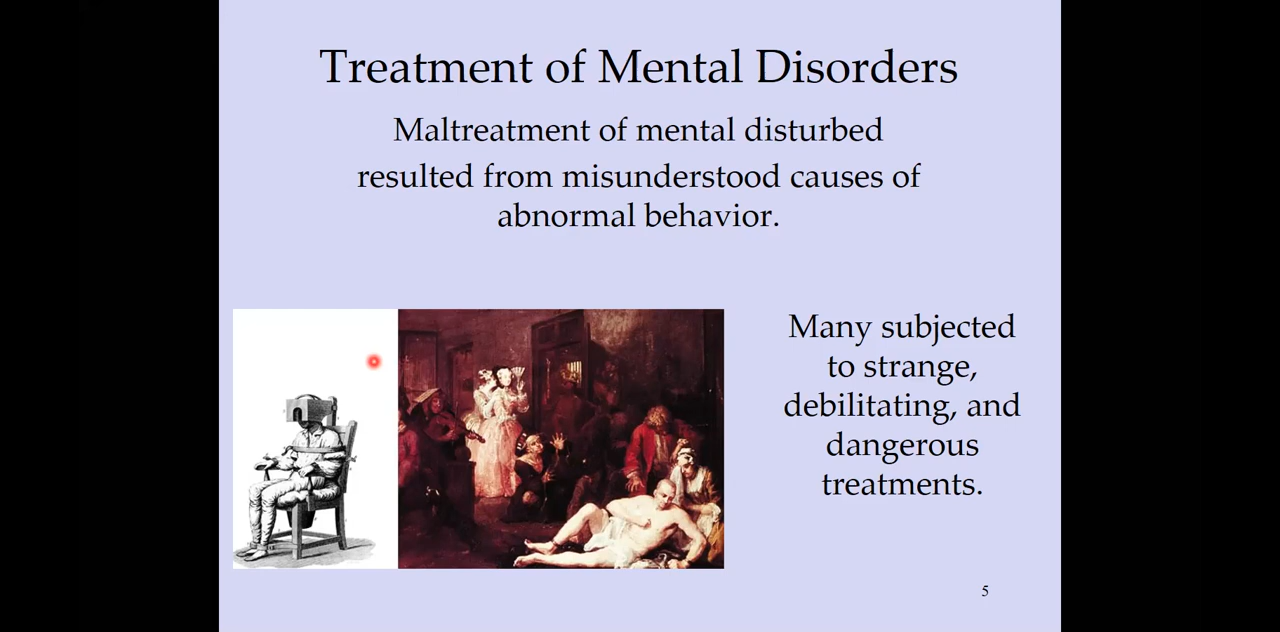 Treatment of Mental Disorders
Maltreatment of mental disturbed
resulted from misunderstood causes of
abnormal behavior.
Many subjected
to strange,
debilitating, and
dangerous
treatments.
5